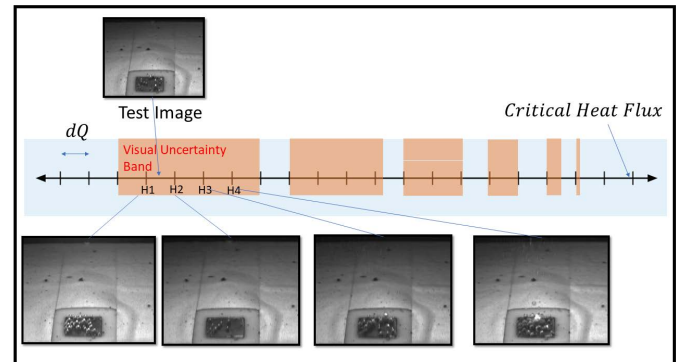 Test Image
Critical Heat Flux
dQ
Visual Uncertainty
Band
H1 H2 H3 H4